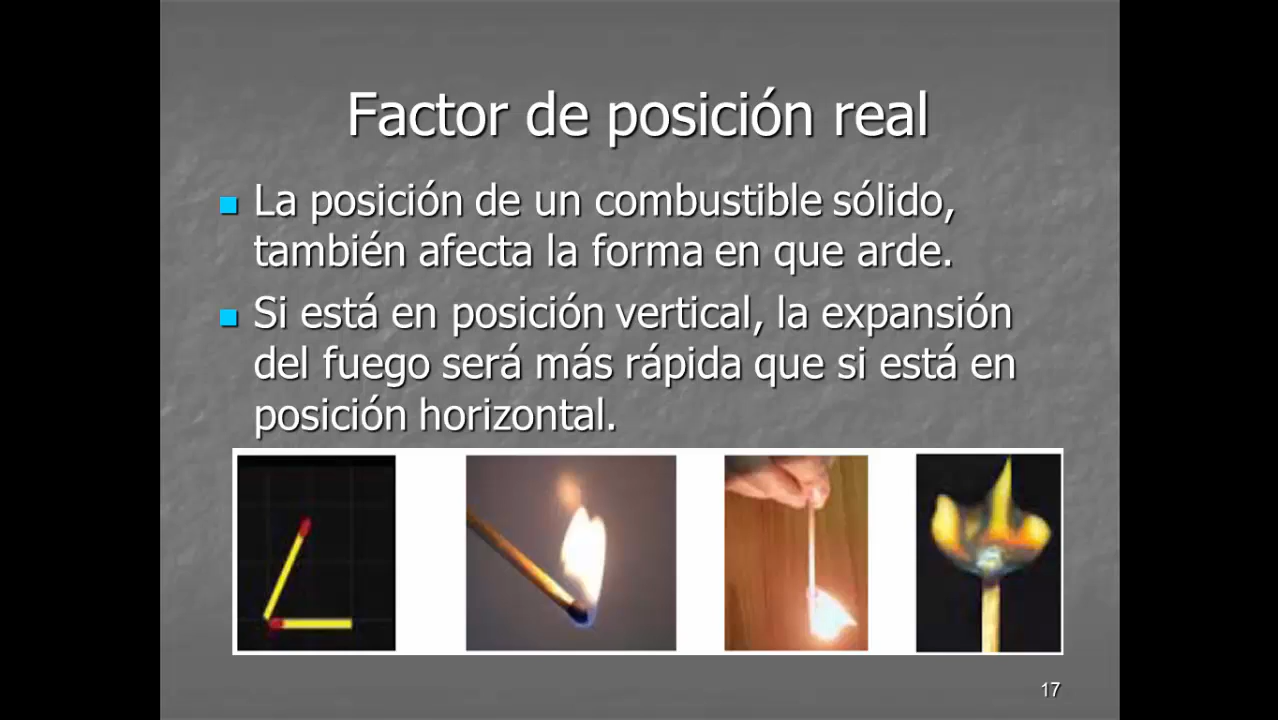 Factor de posición real
La posición de un combustible sólido,
también afecta la forma en que arde.
Si está en posición vertical, la expansión
del fuego será más rápida que si está en
posición horizontal.
17